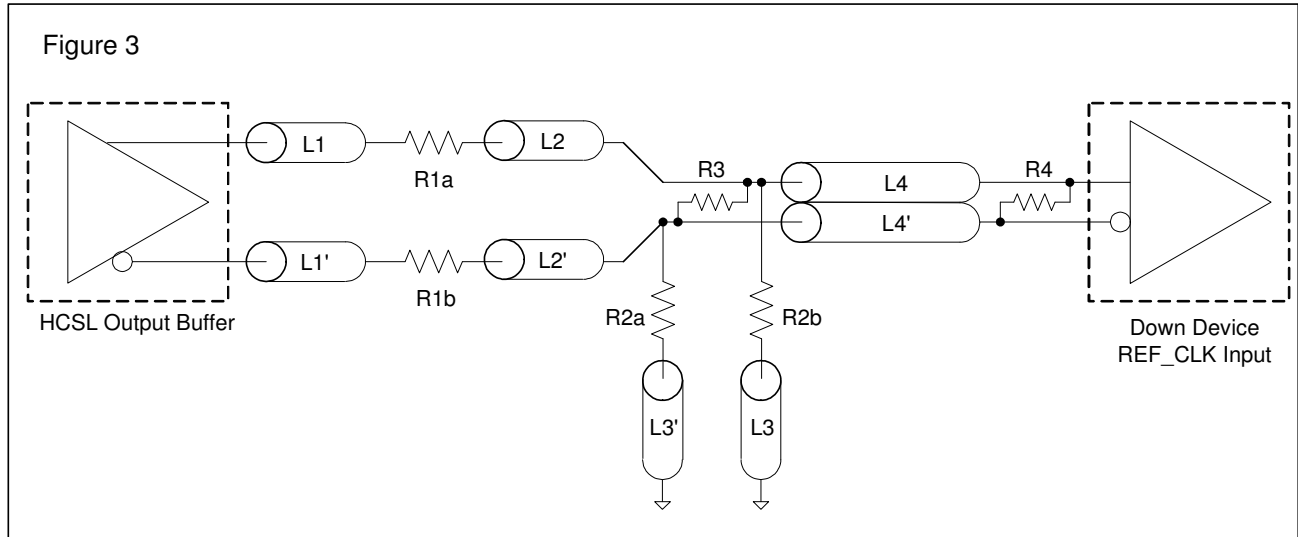 Figure 3
L1
R1a
L2
R3
L4
R4
L4'
L1'
R1b
L2'
HCSL Output Buffer
R2a
R2b
Down Device
REF_CLK Input
L3'
L3